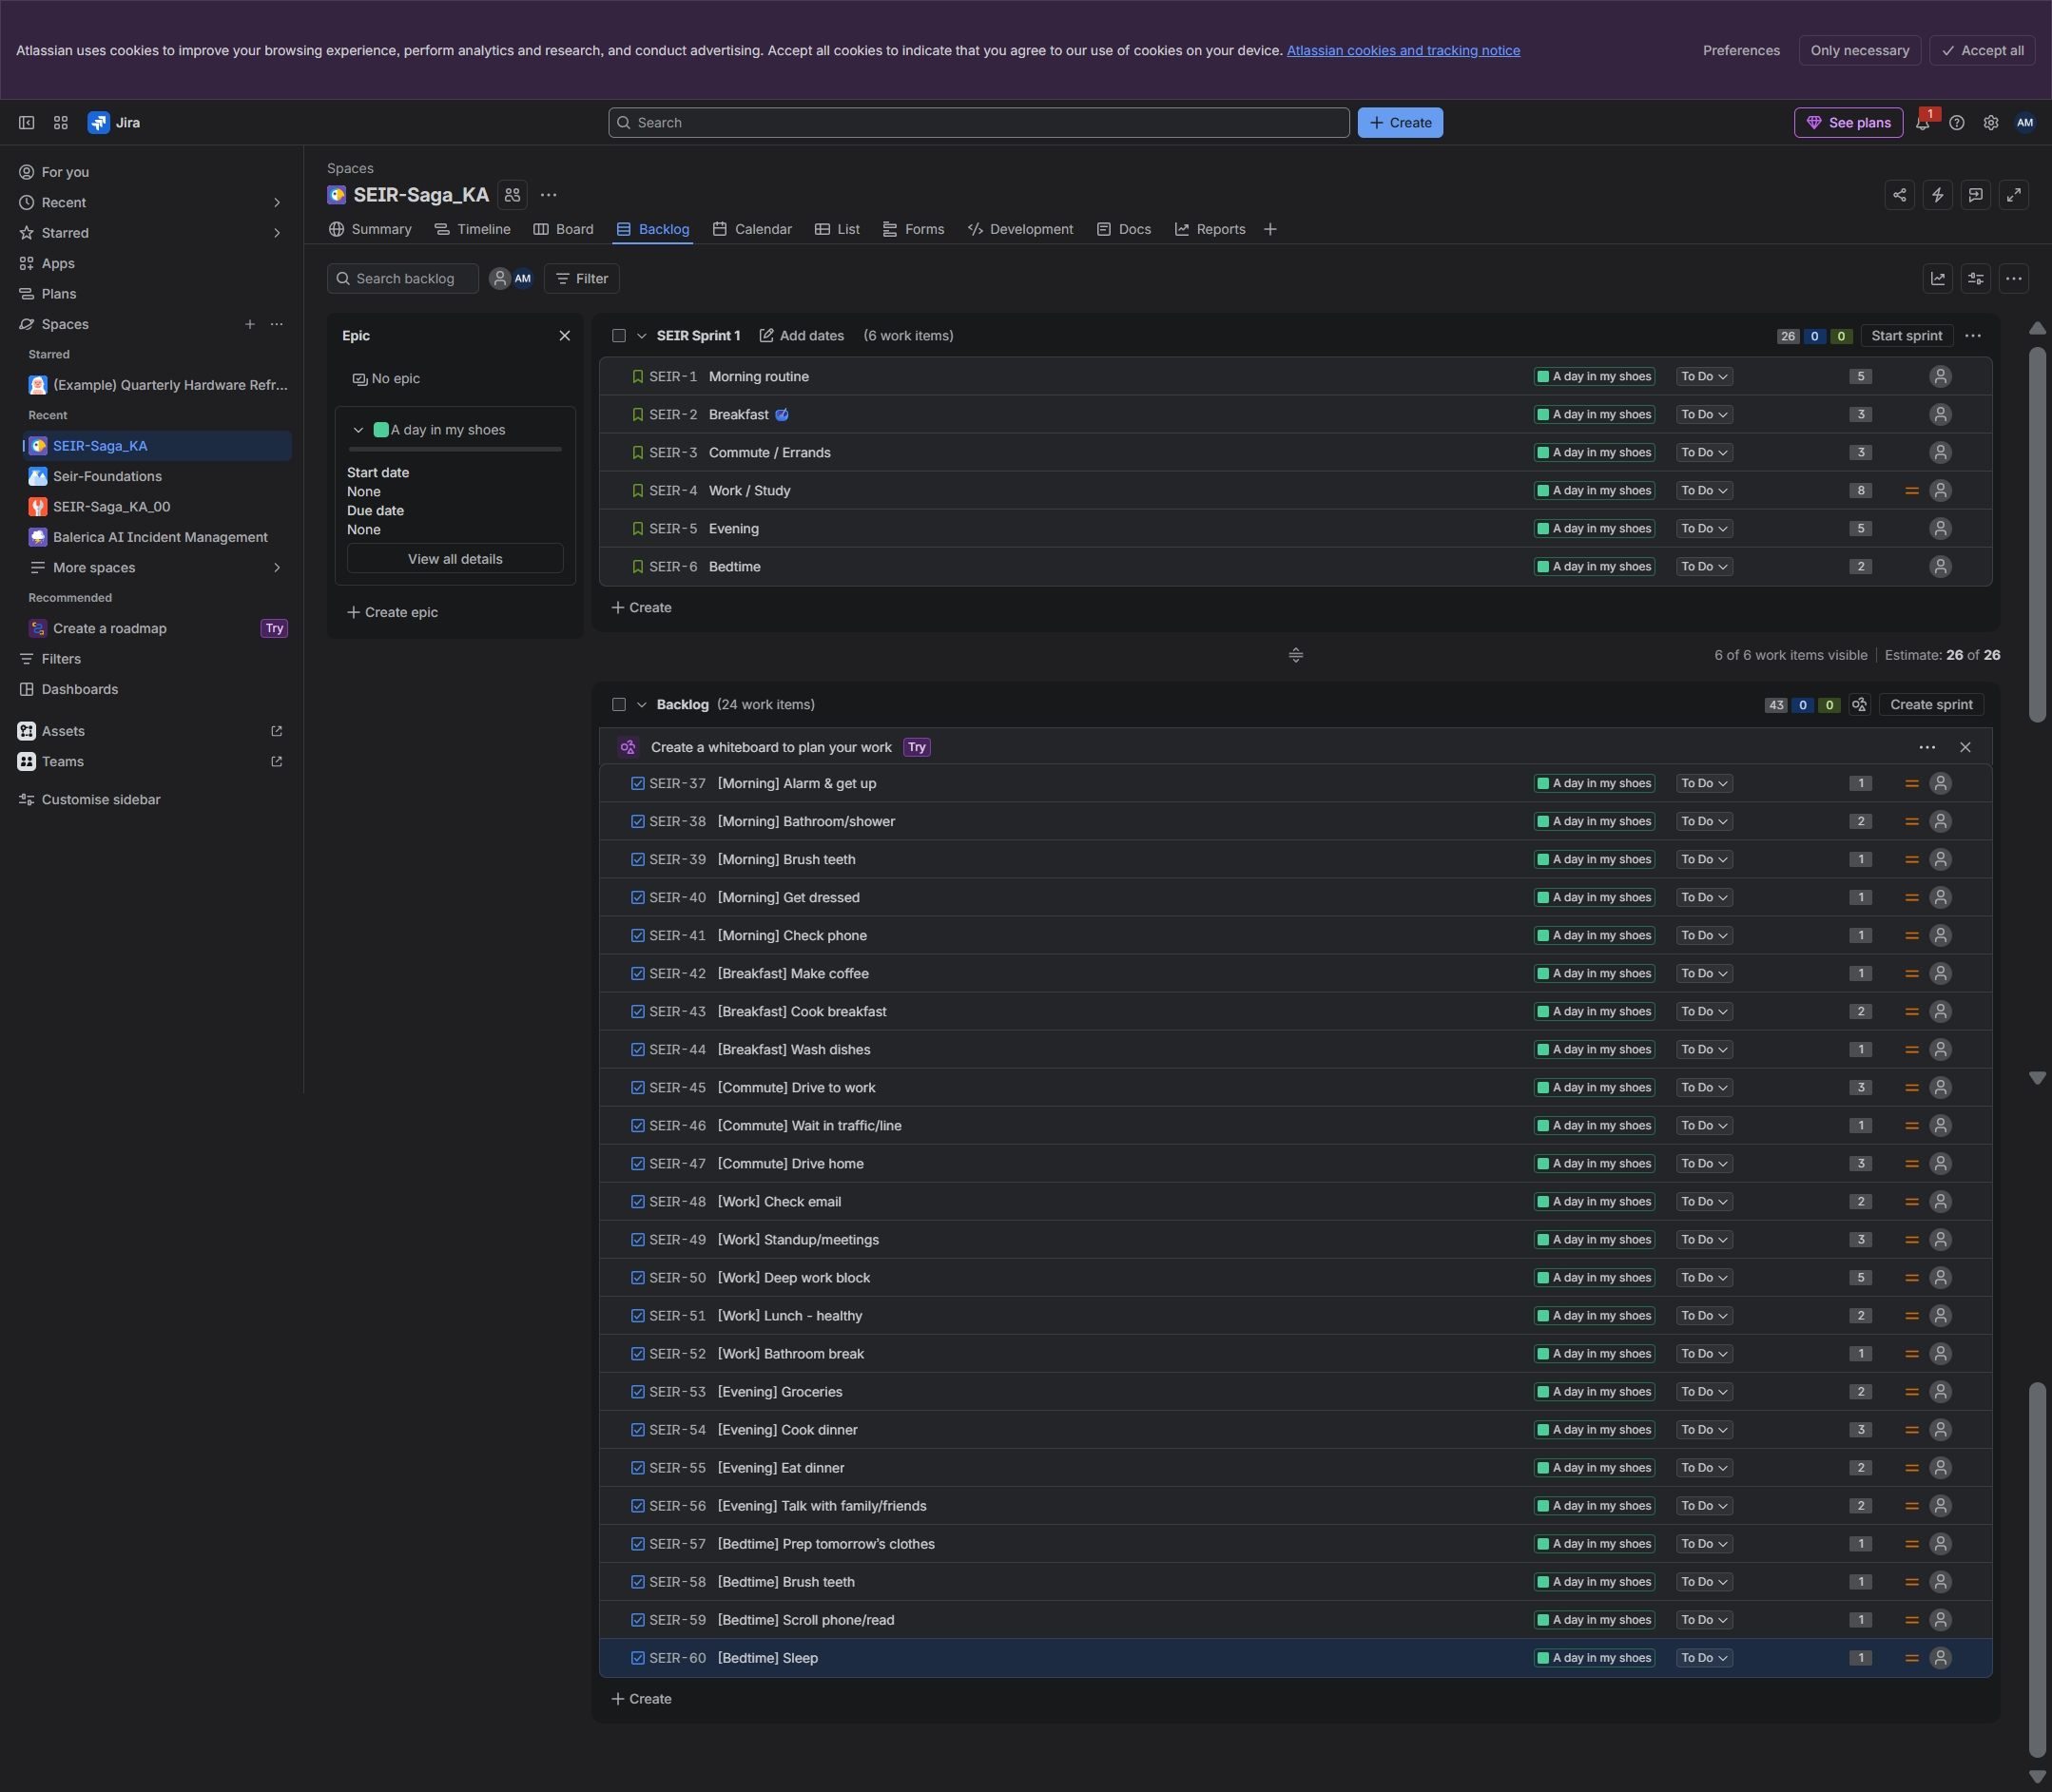 Atlassian uses cookies to improve your browsing experience, perform analytics and research, and conduct advertising. Accept all cookies to indicate that you agree to our use of cookies on your device. Atlassian cookies and tracking notice Preferences Only necessary Accept all
Jira Search Create See plans 1 AM
For you
Recent
Starred
Apps
Plans
Spaces
Starred
(Example) Quarterly Hardware Refr...
Recent
SEIR-Saga_KA
Seir-Foundations
SEIR-Saga_KA_00
Balerica AI Incident Management
More spaces
Recommended
Create a roadmap Try
Filters
Dashboards
Assets
Teams
Customise sidebar
Spaces
SEIR-Saga_KA
Summary Timeline Board Backlog Calendar List Forms Development Docs Reports
Search backlog AM Filter
Epic
No epic
A day in my shoes
Start date
None
Due date
None
View all details
Create epic
SEIR Sprint 1 Add dates (6 work items) 26 0 0 Start sprint
SEIR-1 Morning routine A day in my shoes To Do 5
SEIR-2 Breakfast A day in my shoes To Do 3
SEIR-3 Commute / Errands A day in my shoes To Do 3
SEIR-4 Work / Study A day in my shoes To Do 8
SEIR-5 Evening A day in my shoes To Do 5
SEIR-6 Bedtime A day in my shoes To Do 2
Create
6 of 6 work items visible Estimate: 26 of 26
Backlog (24 work items) 43 0 0 Create sprint
Create a whiteboard to plan your work Try
SEIR-37 [Morning] Alarm & get up A day in my shoes To Do 1
SEIR-38 [Morning] Bathroom/shower A day in my shoes To Do 2
SEIR-39 [Morning] Brush teeth A day in my shoes To Do 1
SEIR-40 [Morning] Get dressed A day in my shoes To Do 1
SEIR-41 [Morning] Check phone A day in my shoes To Do 1
SEIR-42 [Breakfast] Make coffee A day in my shoes To Do 1
SEIR-43 [Breakfast] Cook breakfast A day in my shoes To Do 2
SEIR-44 [Breakfast] Wash dishes A day in my shoes To Do 1
SEIR-45 [Commute] Drive to work A day in my shoes To Do 3
SEIR-46 [Commute] Wait in traffic/line A day in my shoes To Do 1
SEIR-47 [Commute] Drive home A day in my shoes To Do 3
SEIR-48 [Work] Check email A day in my shoes To Do 2
SEIR-49 [Work] Standup/meetings A day in my shoes To Do 3
SEIR-50 [Work] Deep work block A day in my shoes To Do 5
SEIR-51 [Work] Lunch - healthy A day in my shoes To Do 2
SEIR-52 [Work] Bathroom break A day in my shoes To Do 1
SEIR-53 [Evening] Groceries A day in my shoes To Do 2
SEIR-54 [Evening] Cook dinner A day in my shoes To Do 3
SEIR-55 [Evening] Eat dinner A day in my shoes To Do 2
SEIR-56 [Evening] Talk with family/friends A day in my shoes To Do 2
SEIR-57 [Bedtime] Prep tomorrow's clothes A day in my shoes To Do 1
SEIR-58 [Bedtime] Brush teeth A day in my shoes To Do 1
SEIR-59 [Bedtime] Scroll phone/read A day in my shoes To Do 1
SEIR-60 [Bedtime] Sleep A day in my shoes To Do 1
Create